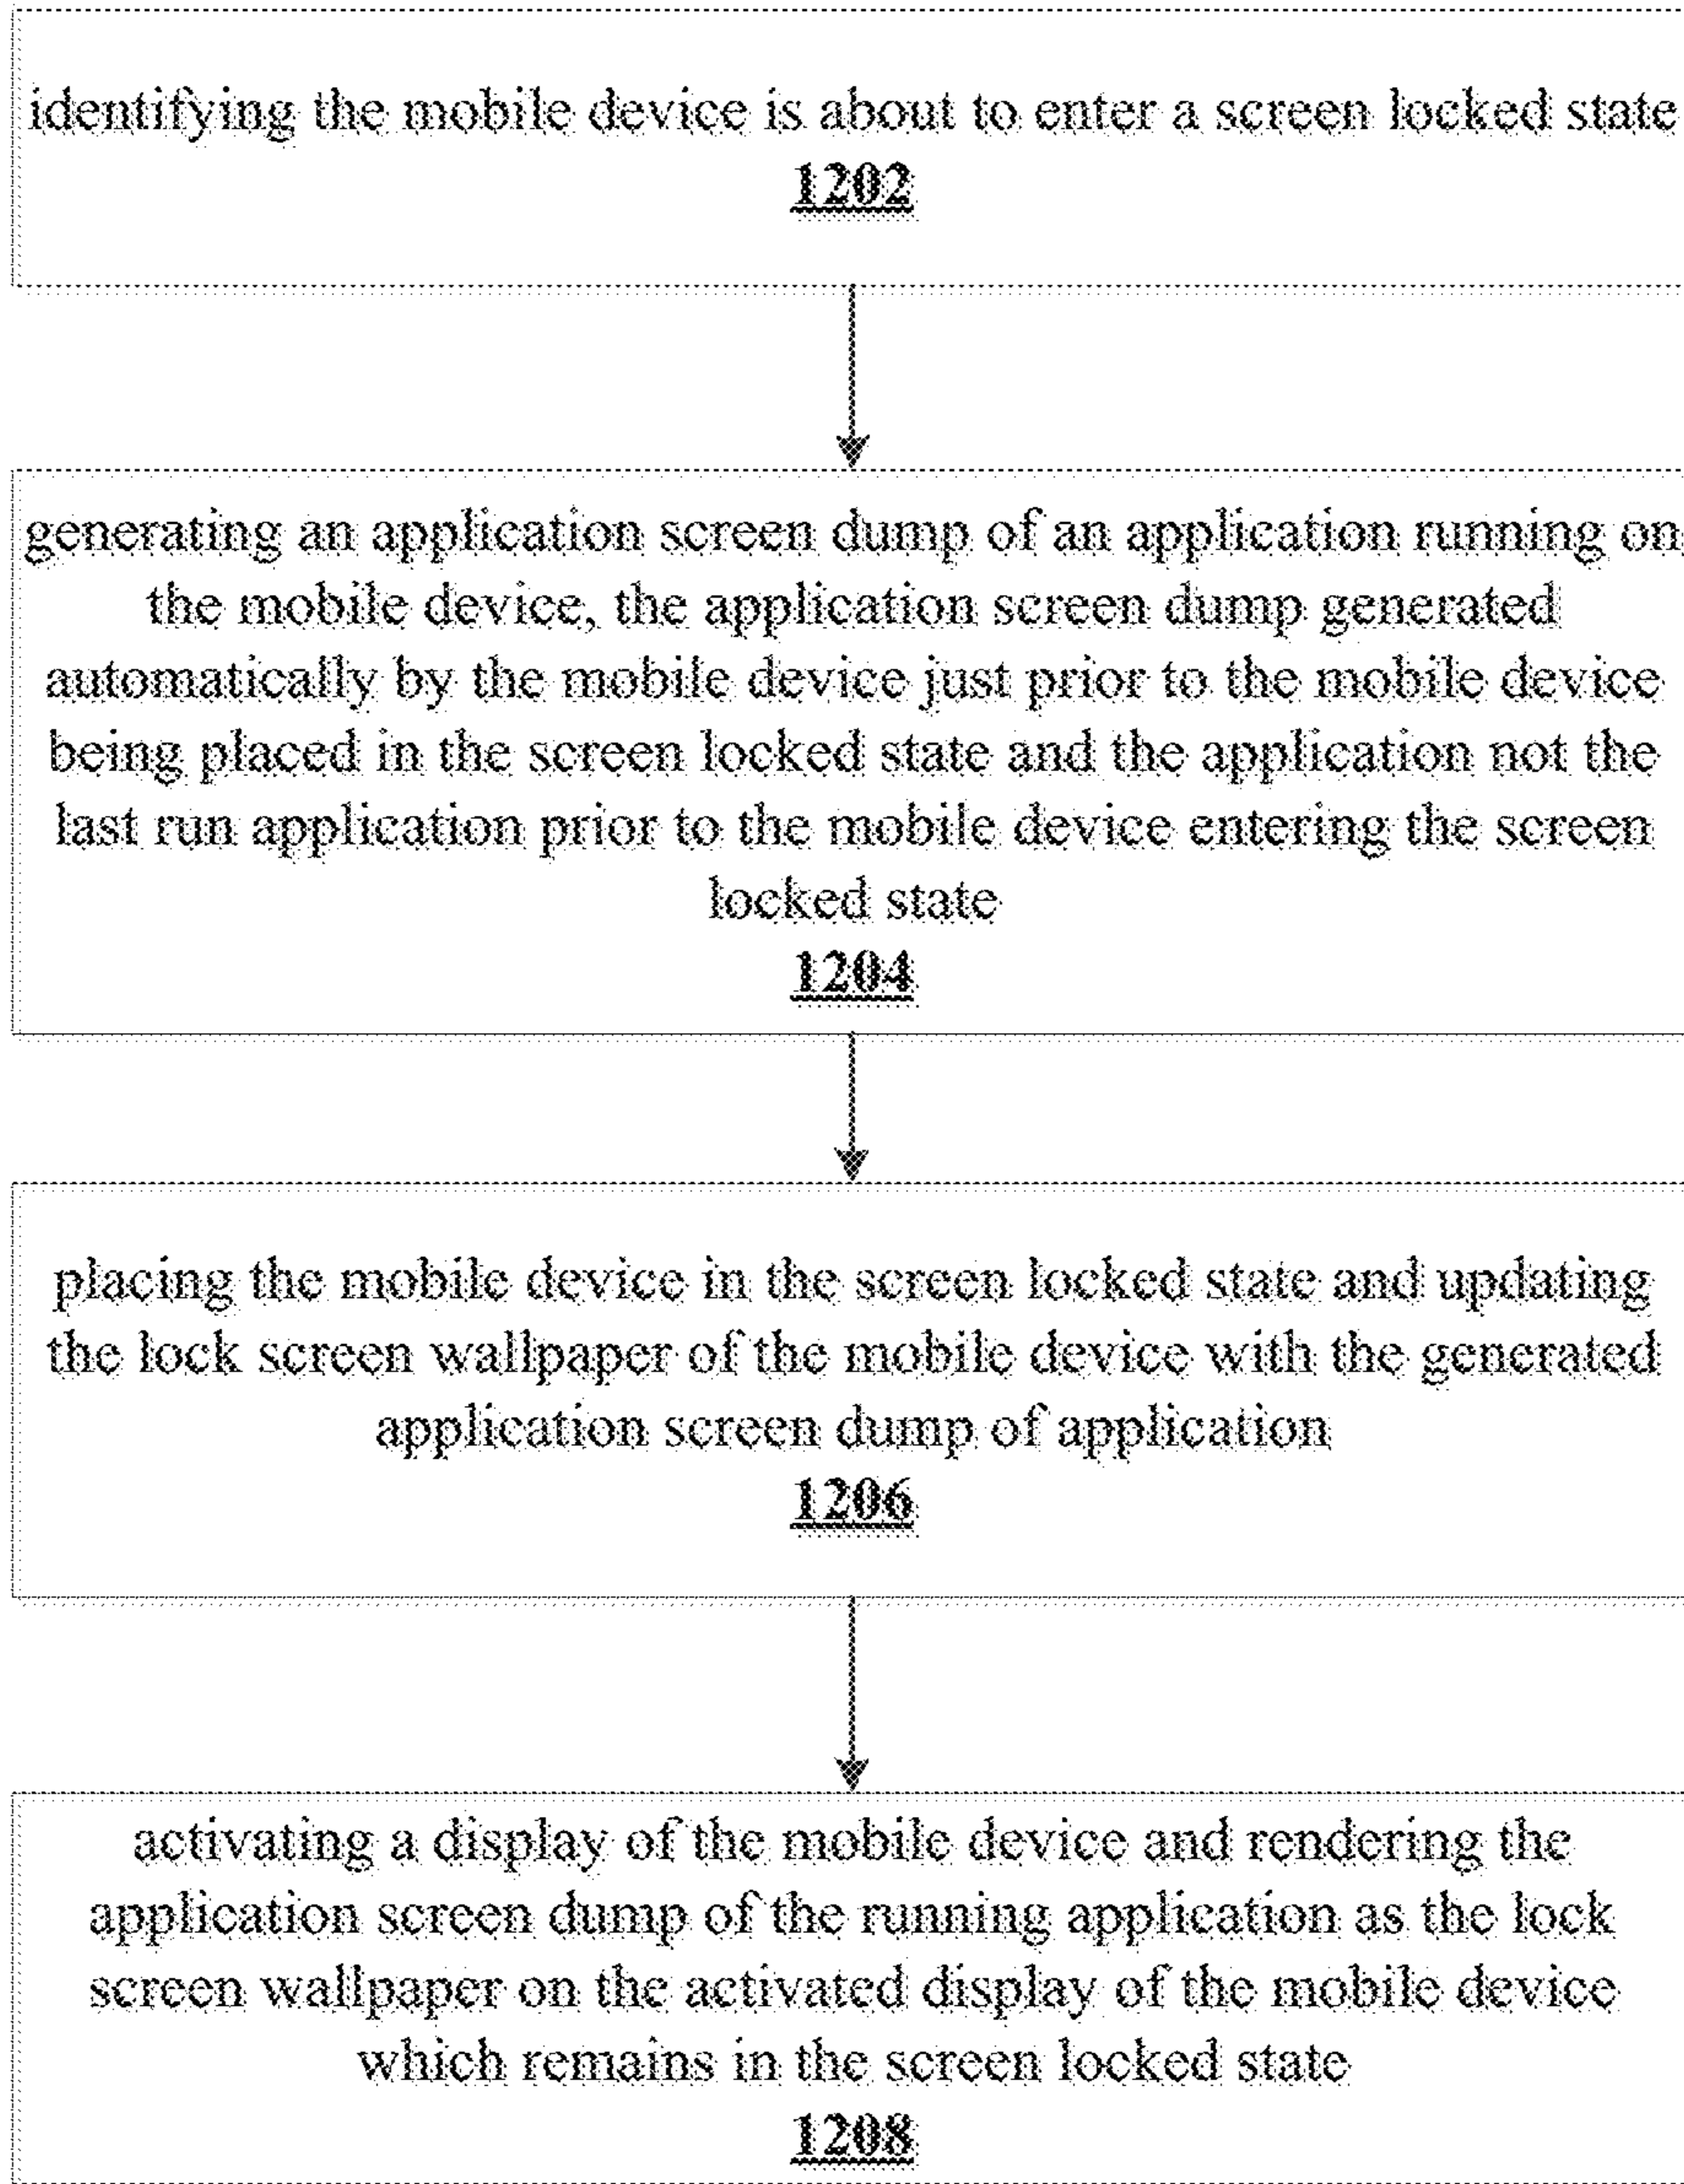 identifying the mobile device is about to enter a screen locked state
1202
generating an application screen dump of an application running on
the mobile device, the application screen dump generated
automatically by the mobile device just prior to the mobile device
being placed in the screen locked state and the application not the
last run application prior to the mobile device entering the screen
locked state
1204
placing the mobile device in the screen locked state and updating
the lock screen wallpaper of the mobile device with the generated
application screen dump of application
1206
activating a display of the mobile device and rendering the
application screen dump of the running application as the lock
screen wallpaper on the activated display of the mobile device
which remains in the screen locked state
1208